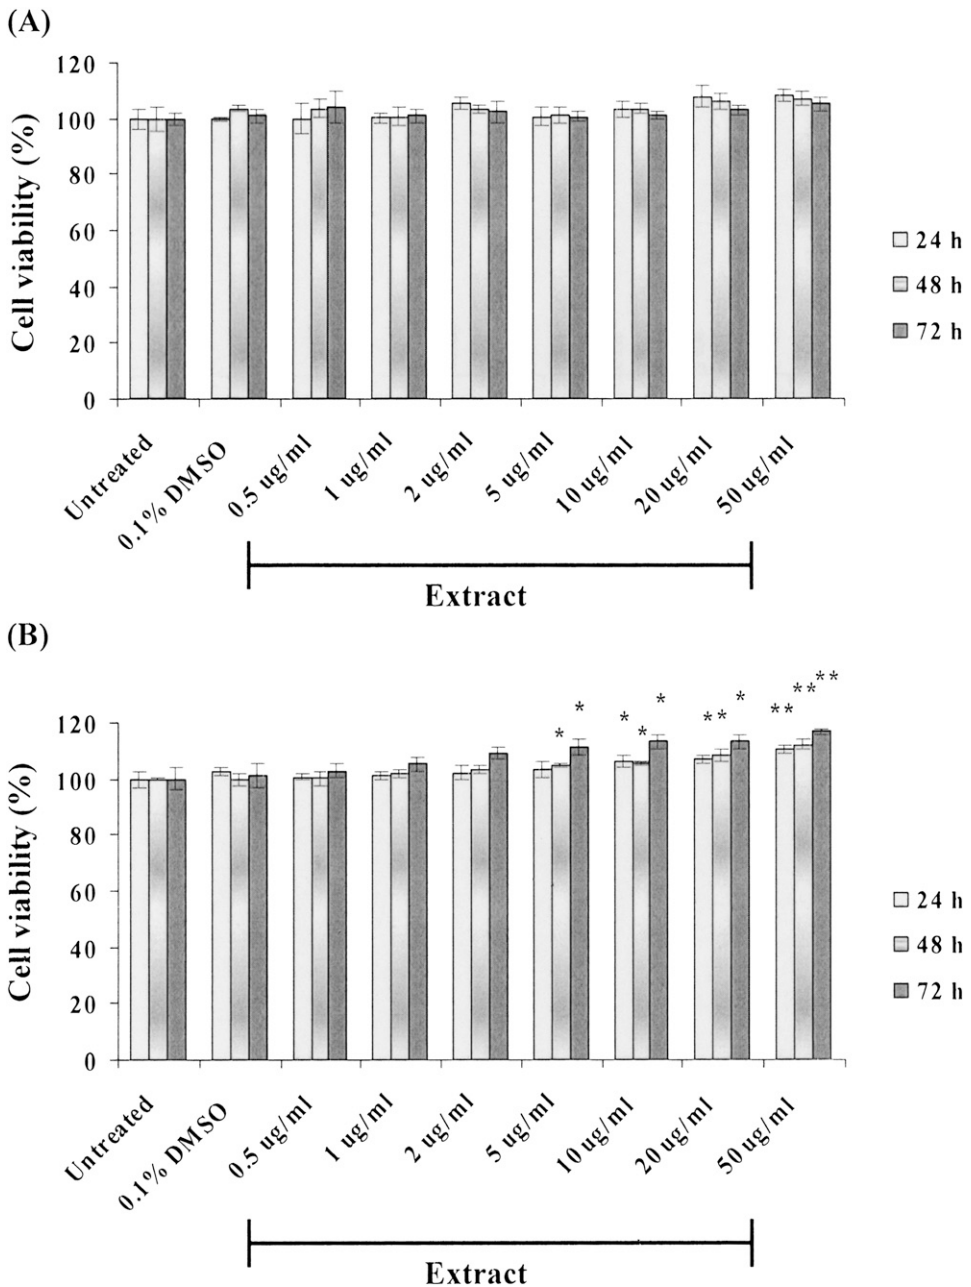 (A)
120
100
80
60
40
20
0
Cell viability (%)
24 h
48 h
72 h
Untreated
0.1% DMSO
0.5 ug/ml
1 ug/ml
2 ug/ml
5 ug/ml
10 ug/ml
20 ug/ml
50 ug/ml
Extract
(B)
* * * * * ** * ** ** **
120
100
80
60
40
20
0
Cell viability (%)
24 h
48 h
72 h
Untreated
0.1% DMSO
0.5 ug/ml
1 ug/ml
2 ug/ml
5 ug/ml
10 ug/ml
20 ug/ml
50 ug/ml
Extract